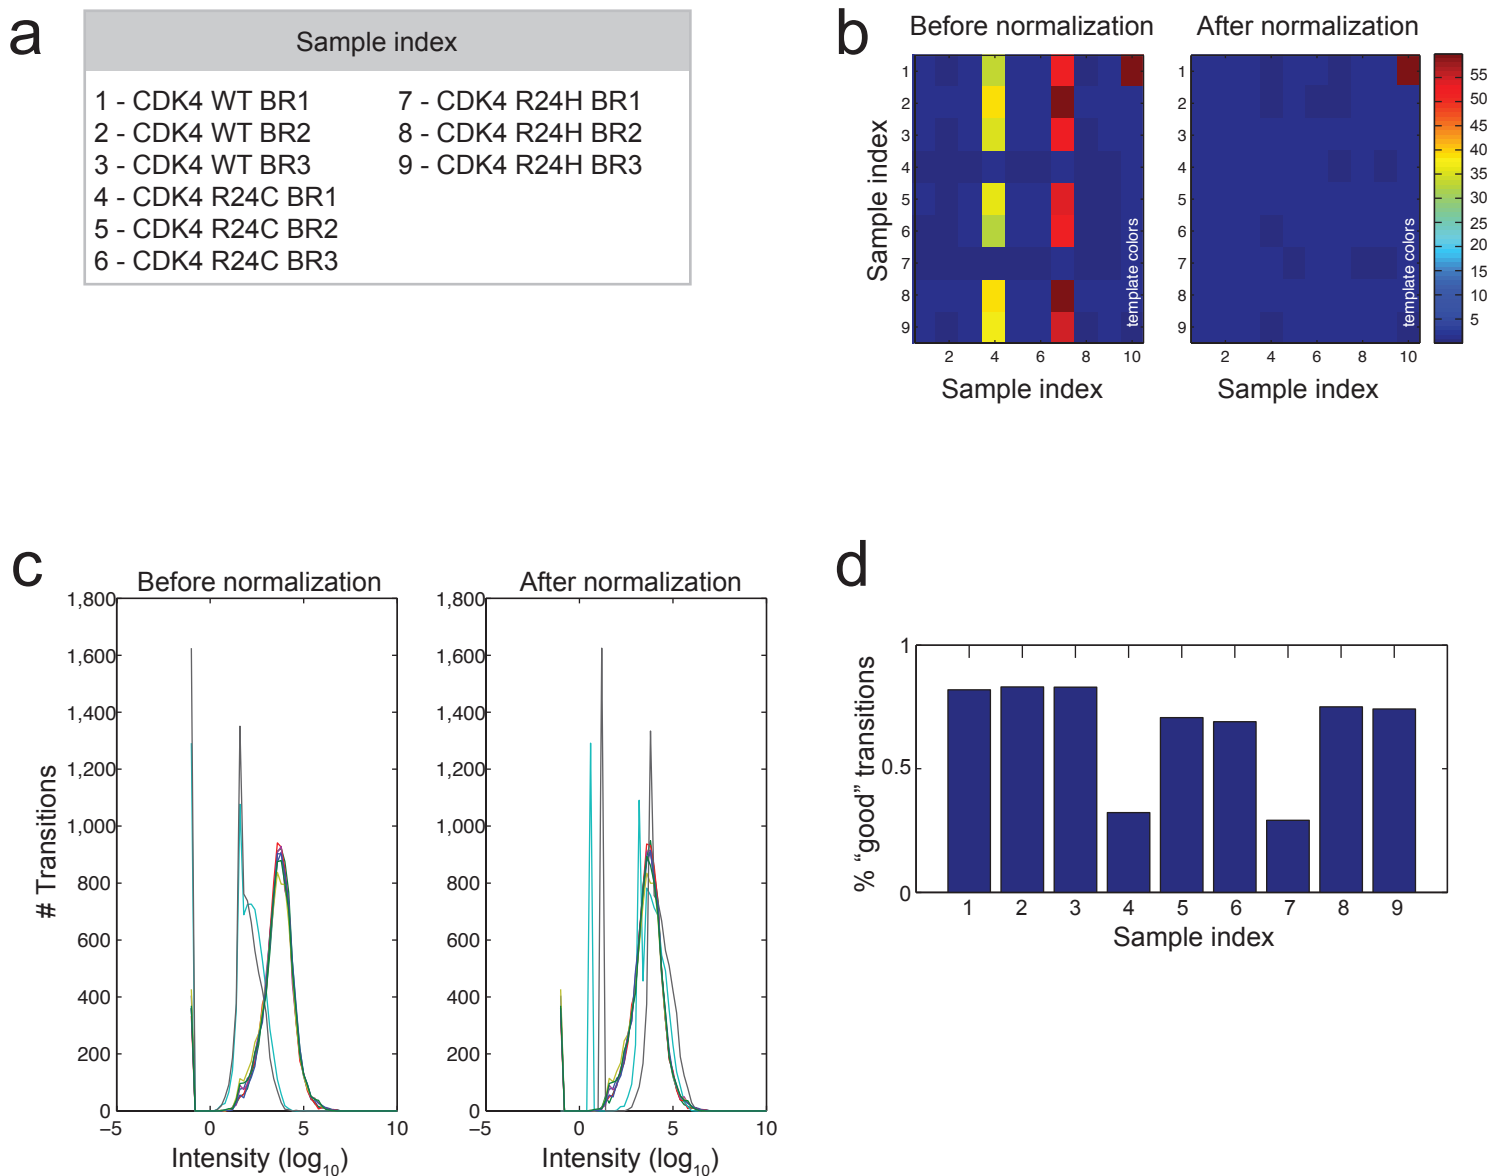 a
Sample index
1 - CDK4 WT BR1
2 - CDK4 WT BR2
3 - CDK4 WT BR3
4 - CDK4 R24C BR1
5 - CDK4 R24C BR2
6 - CDK4 R24C BR3
7 - CDK4 R24H BR1
8 - CDK4 R24H BR2
9 - CDK4 R24H BR3
b
Before normalization
After normalization
Sample index
1
2
3
4
5
6
7
8
9
template colors
2 4 6 8 10
Sample index
1
2
3
4
5
6
7
8
9
template colors
2 4 6 8 10
Sample index
55
50
45
40
35
30
25
20
15
10
5
c
Before normalization
# Transitions
1,800
1,600
1,400
1,200
1,000
800
600
400
200
0
−5 0 5 10
Intensity (log10)
After normalization
1,800
1,600
1,400
1,200
1,000
800
600
400
200
0
−5 0 5 10
Intensity (log10)
d
% “good” transitions
1
0.5
0
1 2 3 4 5 6 7 8 9
Sample index